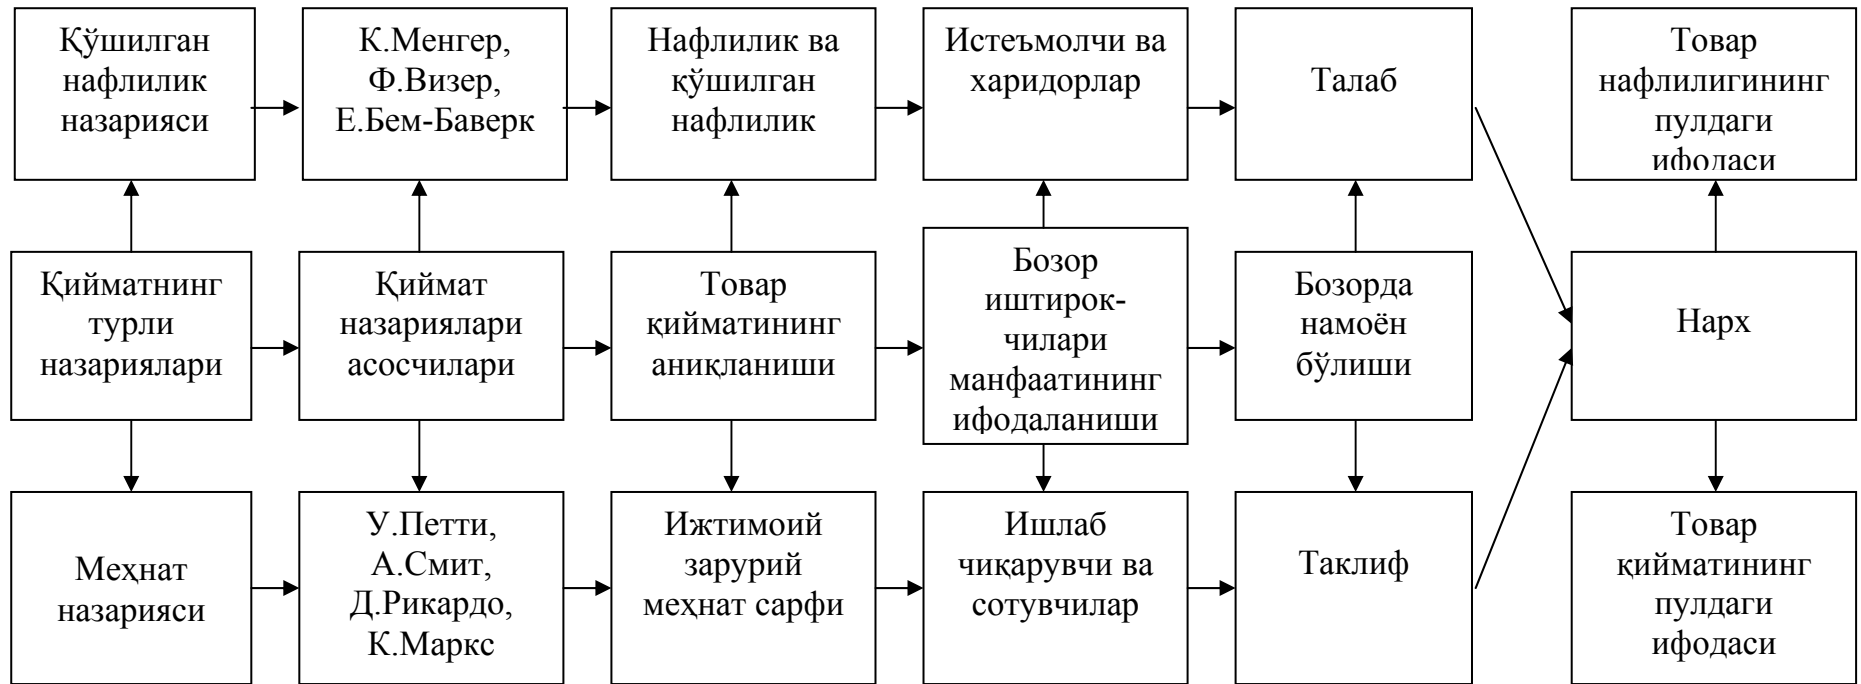 Қўшилган
нафлилик
назарияси
К.Менгер,
Ф.Визер,
Е.Бем-Баверк
Нафлилик ва
қўшилган
нафлилик
Истеъмолчи ва
харидорлар
Талаб
Товар
нафлилигининг
пулдаги
ифодаси
Қийматнинг
турли
назариялари
Қиймат
назариялари
асосчилари
Товар
қийматининг
аниқланиши
Бозор
иштирок-
чилари
манфаатининг
ифодаланиши
Бозорда
намоён
бўлиши
Нарх
Меҳнат
назарияси
У.Петти,
А.Смит,
Д.Рикардо,
К.Маркс
Ижтимоий
зарурий
меҳнат сарфи
Ишлаб
чиқарувчи ва
сотувчилар
Таклиф
Товар
қийматининг
пулдаги
ифодаси